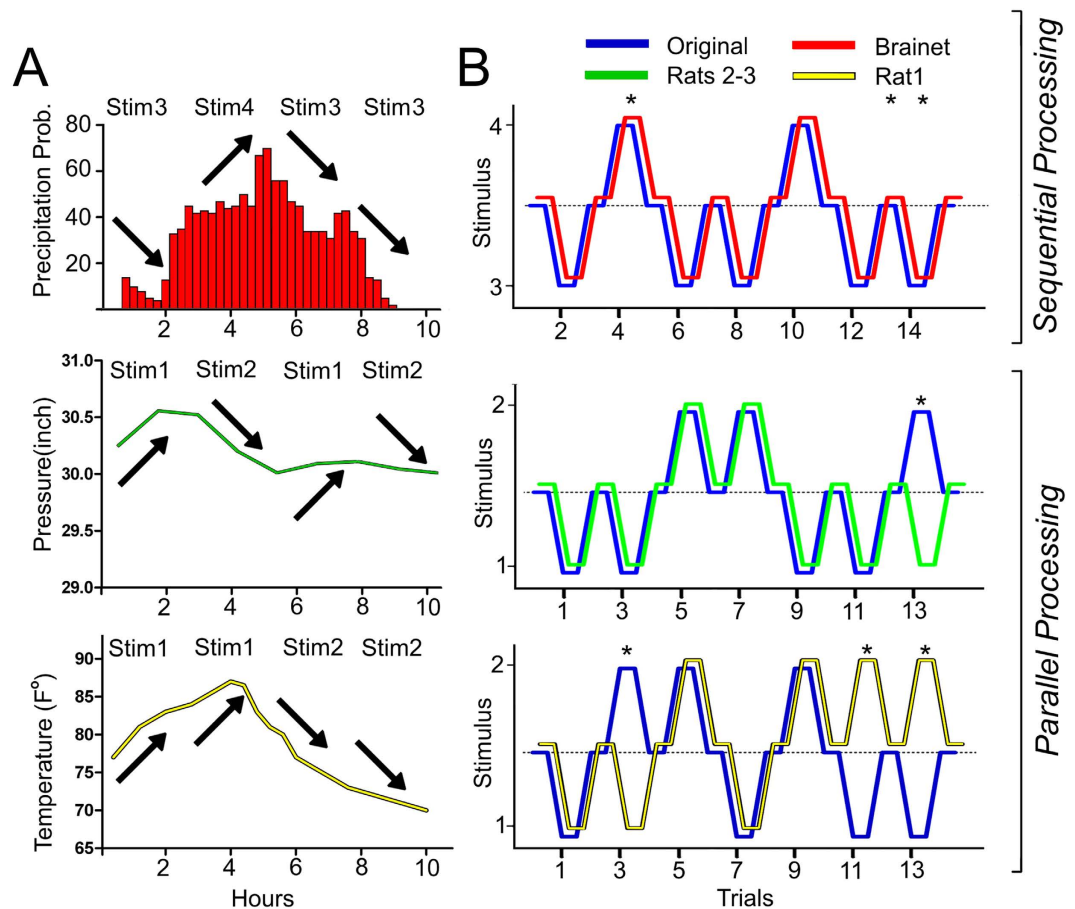 A
Stim3 Stim4 Stim3 Stim3
Precipitation Prob.
80
60
40
20
2 4 6 8 10
Stim1 Stim2 Stim1 Stim2
Pressure(inch)
31.0
30.5
30.0
29.5
29.0
2 4 6 8 10
Stim1 Stim1 Stim2 Stim2
Temperature (F°)
90
85
80
75
70
65
2 4 6 8 10
Hours
B
Original Brainet
Rats 2-3 Rat1
* * *
Stimulus
4
3
2 4 6 8 10 12 14
Sequential Processing
*
Stimulus
2
1
1 3 5 7 9 11 13
* * *
Stimulus
2
1
1 3 5 7 9 11 13
Trials
Parallel Processing